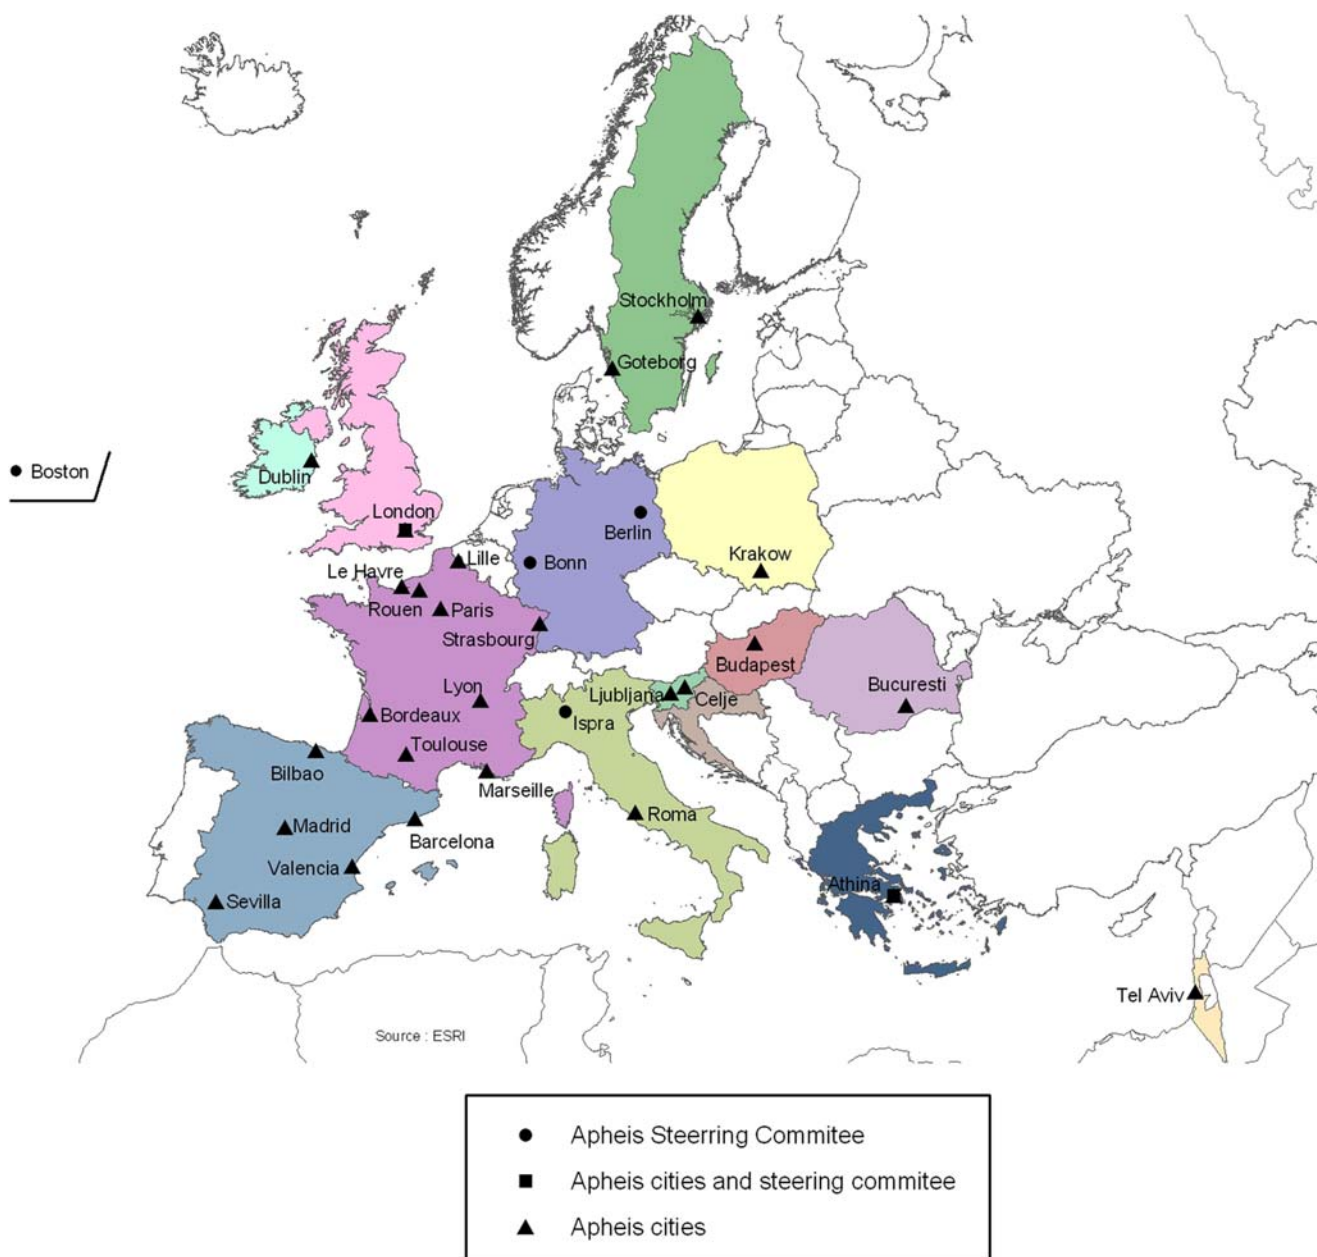 Stockholm
Goteborg
Boston
Dublin
London
Berlin
Lille
Bonn
Krakow
Le Havre
Rouen
Paris
Strasbourg
Budapest
Lyon
Ljubljana
Celje
Bucuresti
Bordeaux
Ispra
Toulouse
Bilbao
Marseille
Roma
Madrid
Barcelona
Valencia
Athina
Sevilla
Tel Aviv
Source : ESRI
Apheis Steerring Commitee
Apheis cities and steering commitee
Apheis cities